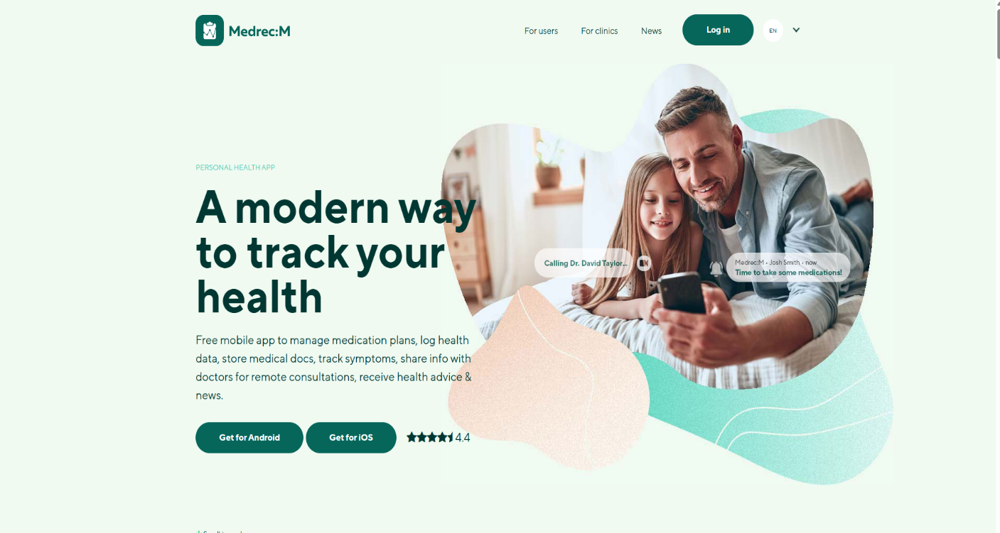 Medrec:M
For users
For clinics
News
Log in
EN
PERSONAL HEALTH APP
A modern way
to track your
health
Calling Dr. David Taylor...
Medrec:M • Josh Smith • now
Time to take some medications!
Free mobile app to manage medication plans, log health
data, store medical docs, track symptoms, share info with
doctors for remote consultations, receive health advice &
news.
Get for Android
Get for iOS
4.4